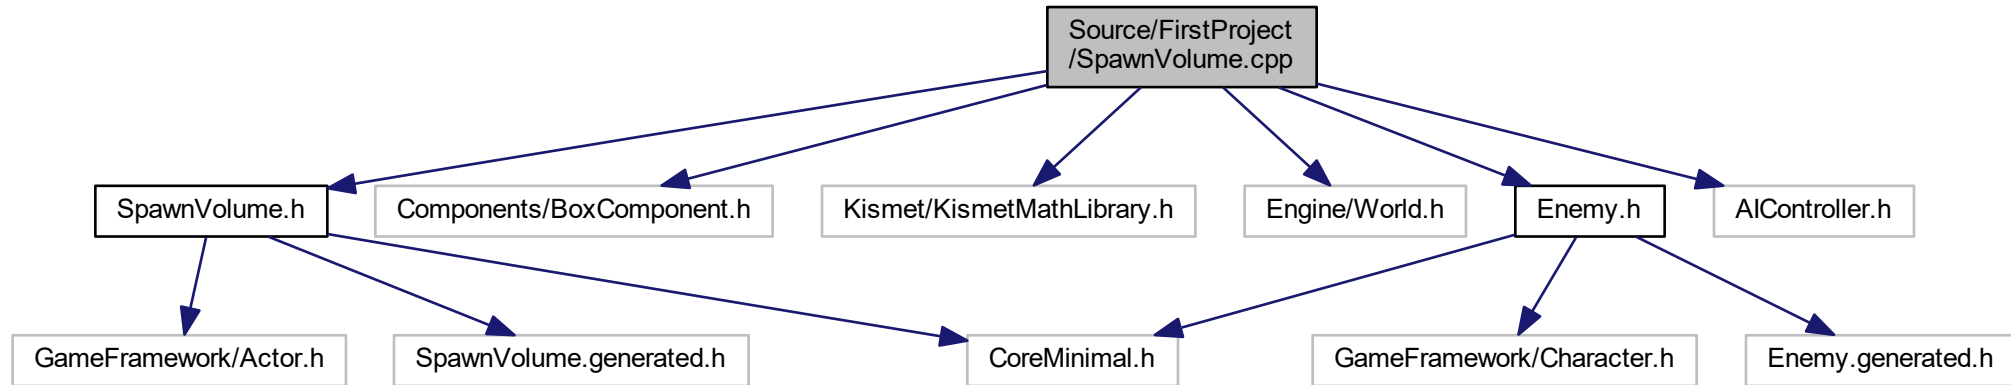 Source/FirstProject
/SpawnVolume.cpp
SpawnVolume.h
Components/BoxComponent.h
Kismet/KismetMathLibrary.h
Engine/World.h
Enemy.h
AIController.h
GameFramework/Actor.h
SpawnVolume.generated.h
CoreMinimal.h
GameFramework/Character.h
Enemy.generated.h